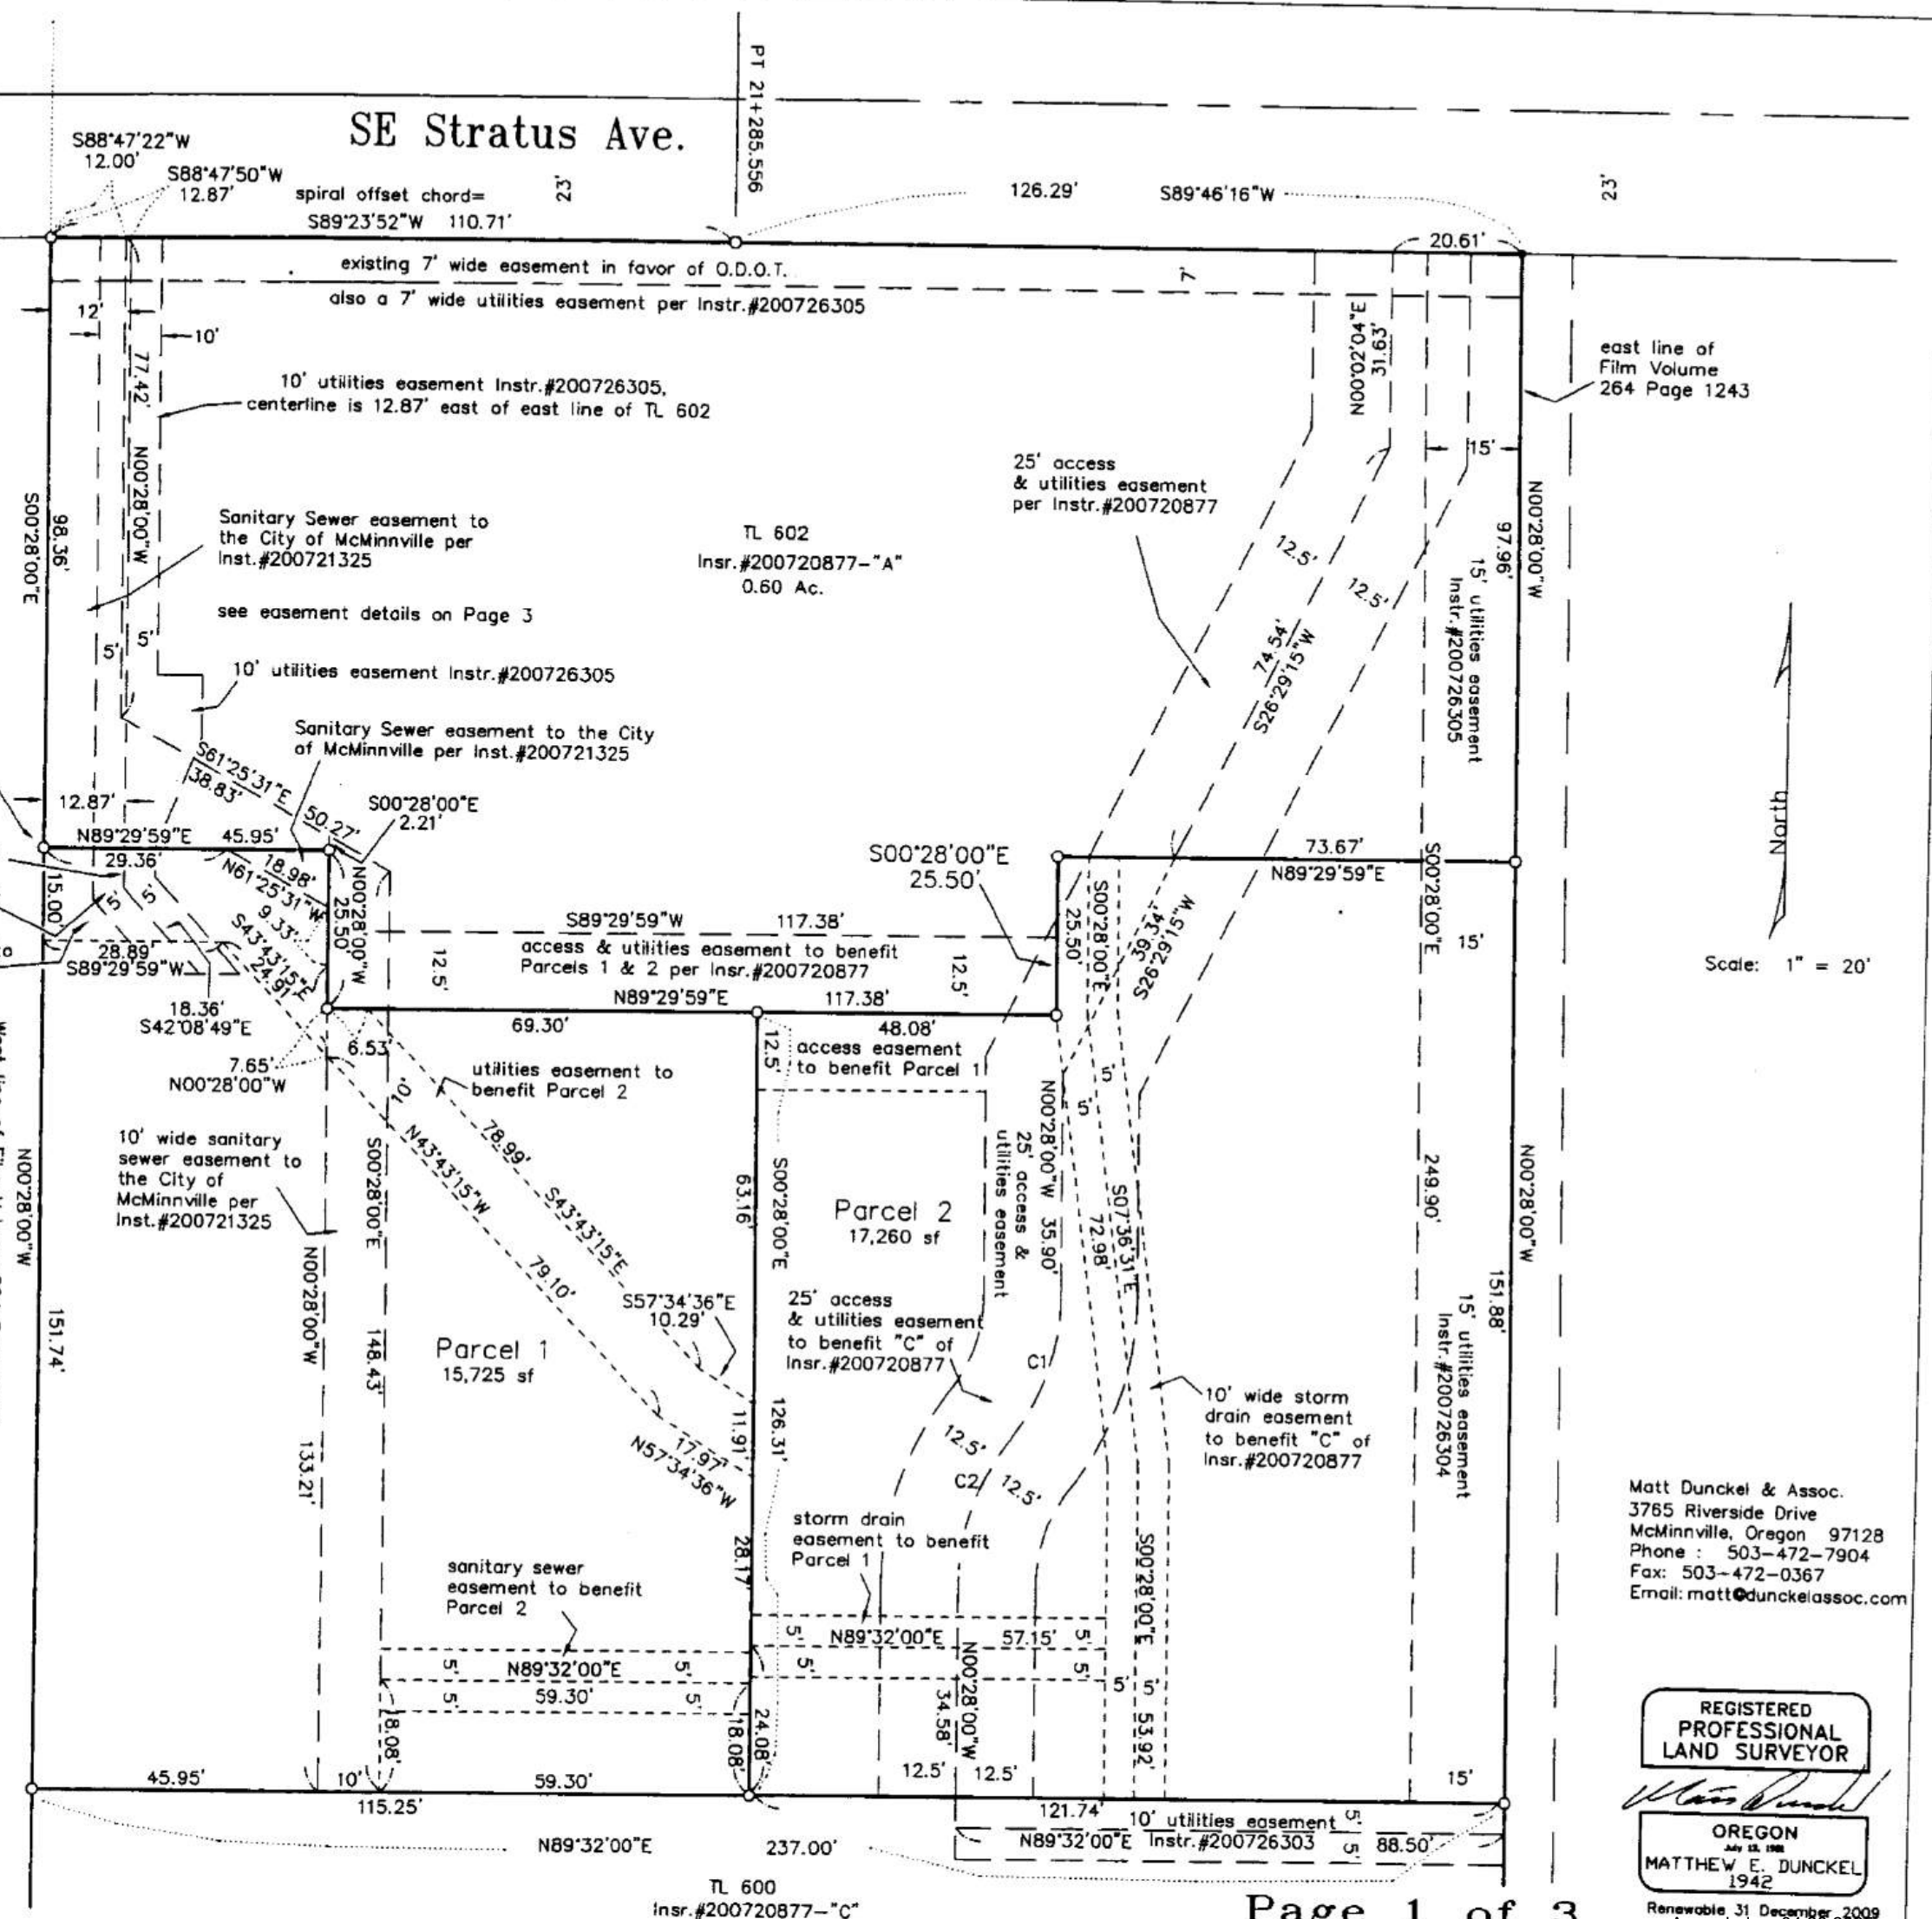 PT 21+285.556
SE Stratus Ave.
S88°47'22"W
12.00'
S88°47'50"W
12.87'
spiral offset chord=
S89°23'52"W 110.71'
23'
126.29'
S89°46'16"W
23'
20.61'
existing 7' wide easement in favor of O.D.O.T.
also a 7' wide utilities easement per Instr.#200726305
7'
12'
10'
77.42'
N00°28'00"W
10' utilities easement Instr.#200726305,
centerline is 12.87' east of east line of TL 602
N00°02'04"E
31.63'
east line of
Film Volume
264 Page 1243
15'
25' access
& utilities easement
per Instr.#200720877
S00°28'00"E
98.36'
Sanitary Sewer easement to
the City of McMinnville per
Inst.#200721325
TL 602
Insr.#200720877-"A"
0.60 Ac.
12.5'
12.5'
N00°28'00"W
97.96'
15' utilities easement
Instr.#200726305
see easement details on Page 3
5'
5'
74.54'
S26°29'15"W
10' utilities easement Instr.#200726305
Sanitary Sewer easement to the City
of McMinnville per Inst.#200721325
S61°25'31"E
38.83'
50.27'
S00°28'00"E
2.21'
12.87'
N89°29'59"E 45.95'
29.36'
18.98'
N61°25'31"W
9.33'
15.00'
5'
5'
S43°43'15"E
24.91'
25.50'
N00°28'00"W
28.89'
S89°29'59"W
18.36'
S42°08'49"E
S00°28'00"E
25.50'
73.67'
N89°29'59"E
S89°29'59"W 117.38'
access & utilities easement to benefit
Parcels 1 & 2 per Insr.#200720877
12.5'
12.5'
N89°29'59"E 117.38'
25.50'
S00°28'00"E
39.34'
S26°29'15"W
S00°28'00"E
15'
North
Scale: 1" = 20'
69.30'
48.08'
7.65'
N00°28'00"W
6.53'
10'
utilities easement to
benefit Parcel 2
12.5'
access easement
to benefit Parcel 1
5'
5'
10' wide sanitary
sewer easement to
the City of
McMinnville per
Inst.#200721325
S00°28'00"E
148.43'
N43°43'15"W
79.10'
78.99'
S43°43'15"E
63.16'
S00°28'00"E
126.31'
Parcel 2
17,260 sf
25' access &
utilities easement
N00°28'00"W 35.90'
72.98'
S07°36'31"E
249.90'
N00°28'00"W
151.88'
N00°28'00"W
151.74'
N00°28'00"W
133.21'
Parcel 1
15,725 sf
S57°34'36"E
10.29'
25' access
& utilities easement
to benefit "C" of
Insr.#200720877
C1
15' utilities easement
Instr.#200726304
11.91'
17.97'
N57°34'36"W
12.5'
C2
12.5'
10' wide storm
drain easement
to benefit "C" of
Insr.#200720877
Matt Dunckel & Assoc.
3765 Riverside Drive
McMinnville, Oregon 97128
Phone : 503-472-7904
Fax: 503-472-0367
Email: matt@dunckelassoc.com
storm drain
easement to benefit
Parcel 1
28.17'
sanitary sewer
easement to benefit
Parcel 2
S00°28'00"E
53.92'
5'
N89°32'00"E 57.15'
5'
5'
5'
5'
N89°32'00"E
5'
5'
59.30'
5'
5'
5'
N00°28'00"W
34.58'
18.08'
18.08'
24.08'
REGISTERED
PROFESSIONAL
LAND SURVEYOR
45.95'
10'
59.30'
12.5'
12.5'
15'
115.25'
121.74'
10' utilities easement
5'
N89°32'00"E Instr.#200726303
5'
88.50'
N89°32'00"E 237.00'
OREGON
MATTHEW E. DUNCKEL
1942
TL 600
Insr.#200720877-"C"
Page 1 of 3
Renewable 31 December 2009